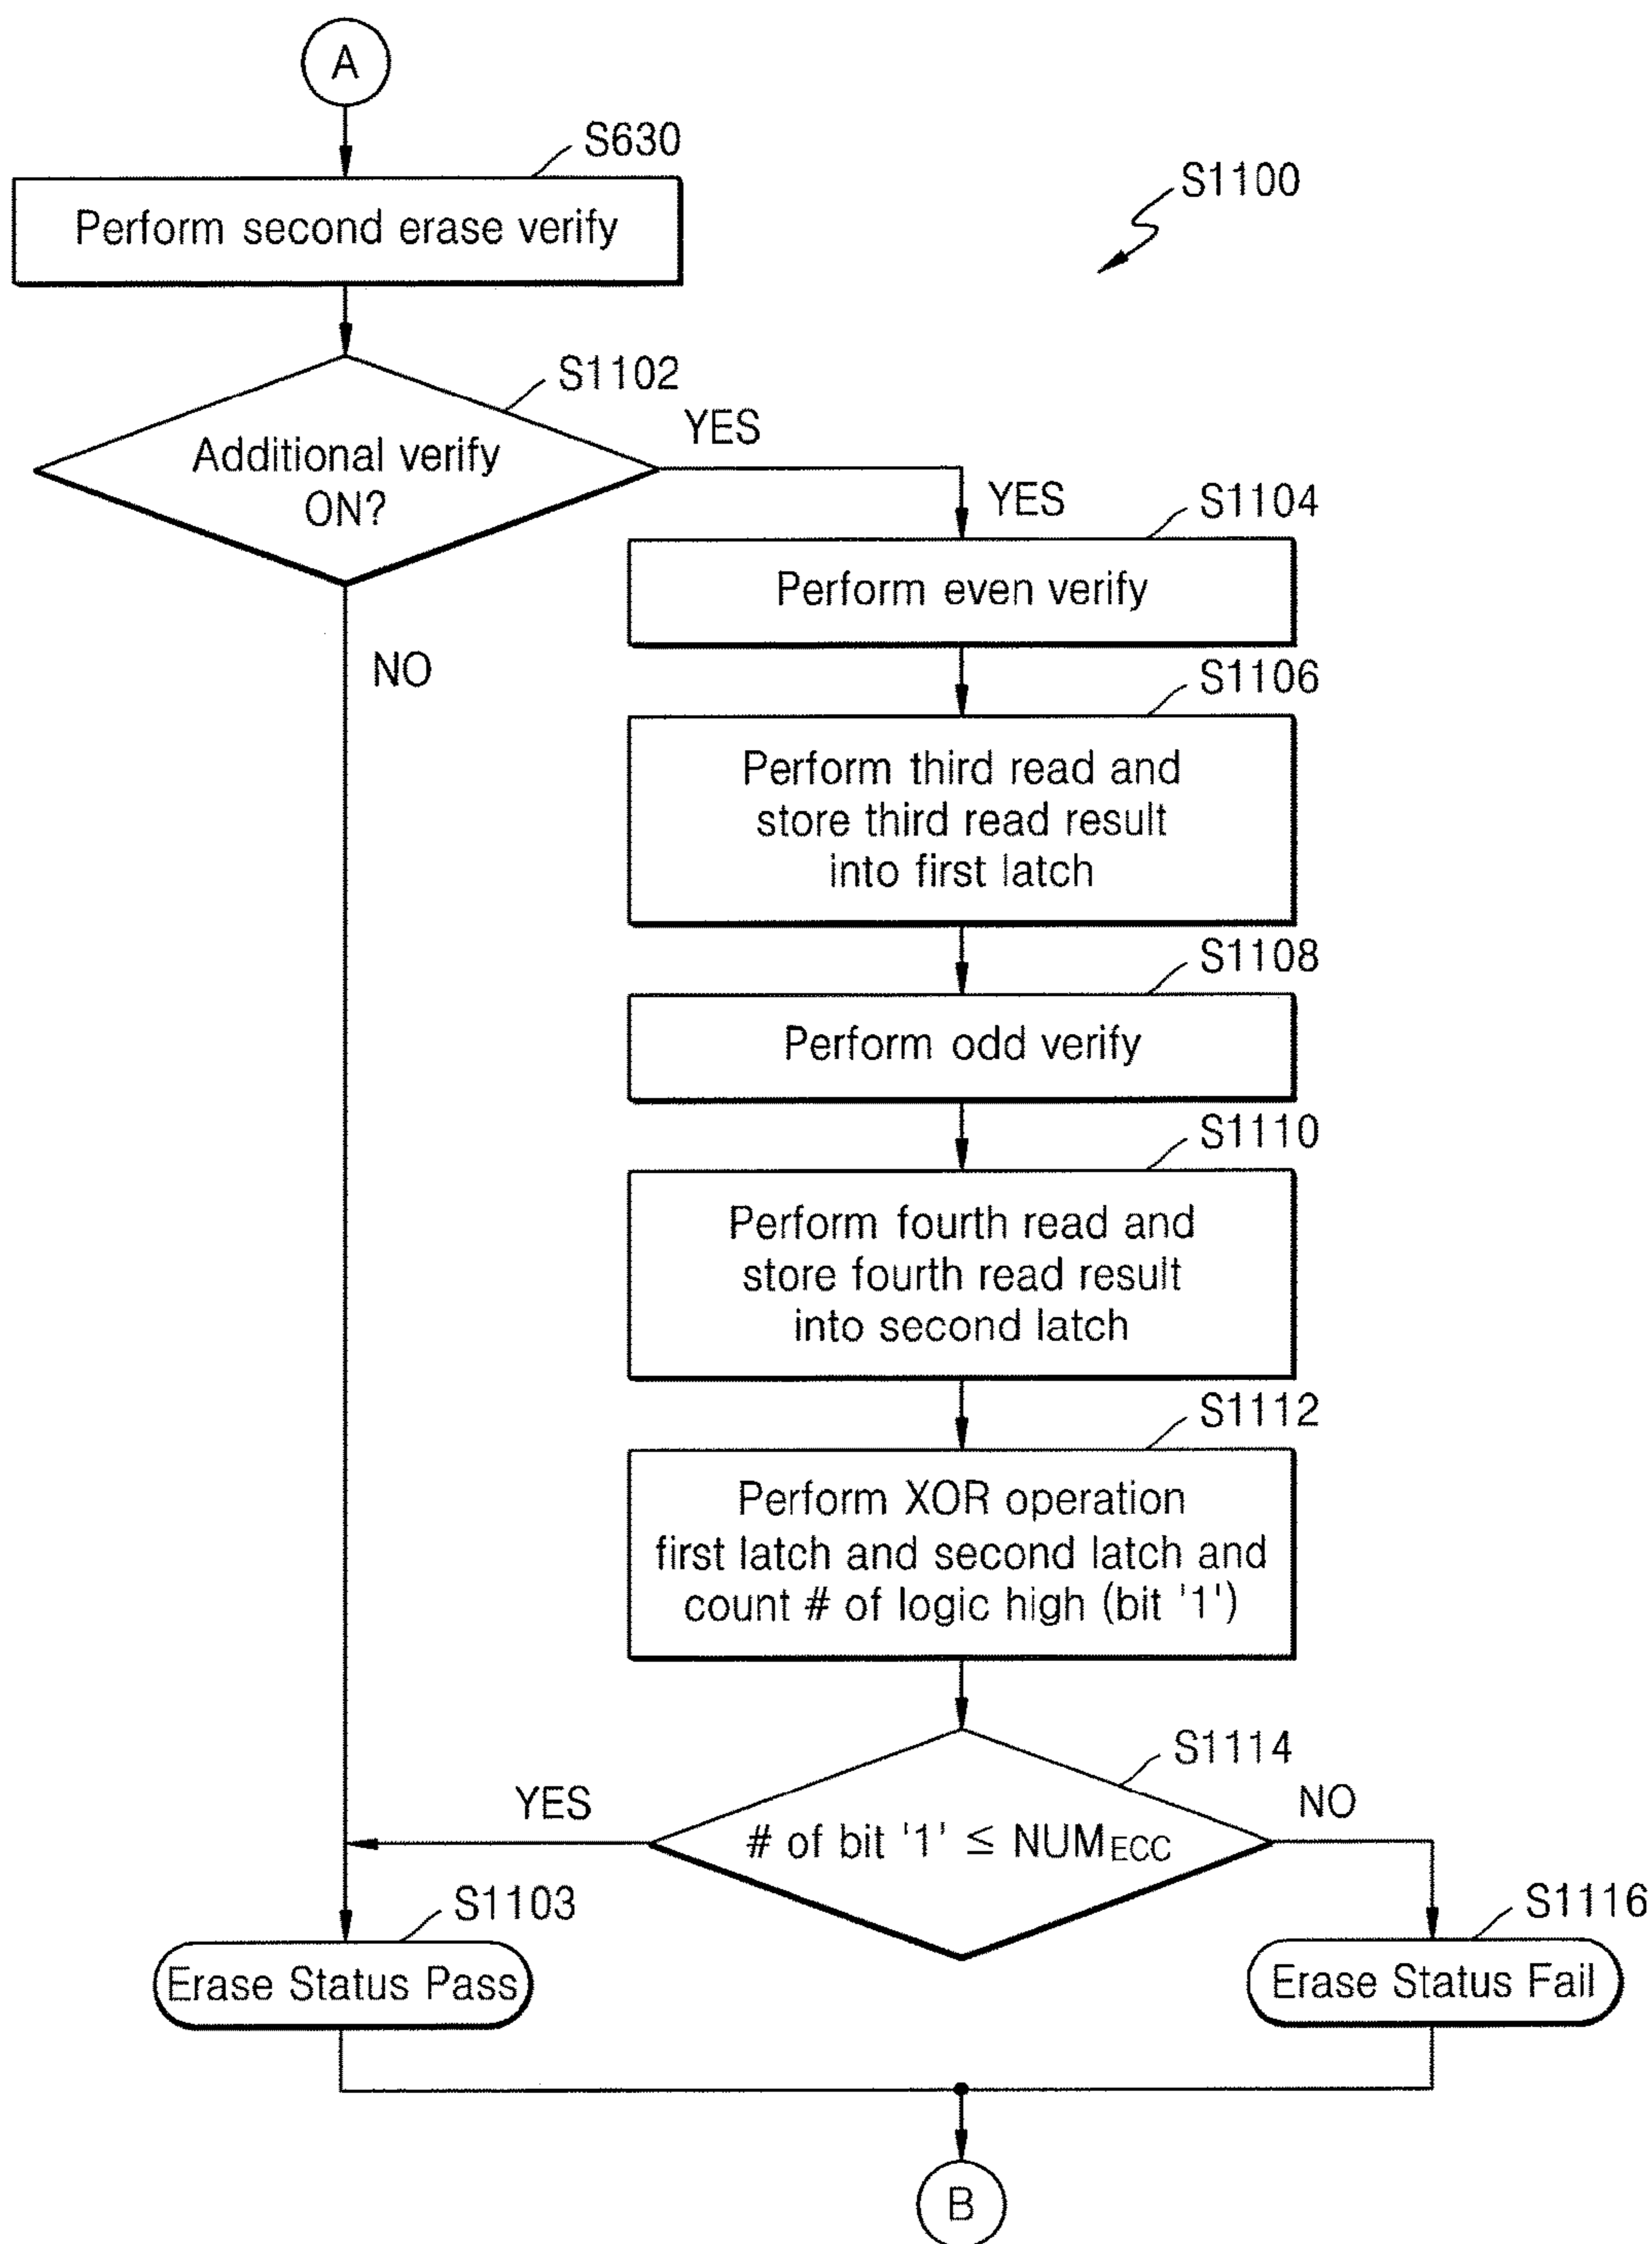 A
S630
Perform second erase verify
S1100
S1102
Additional verify
ON?
YES
YES
S1104
Perform even verify
NO
S1106
Perform third read and
store third read result
into first latch
S1108
Perform odd verify
S1110
Perform fourth read and
store fourth read result
into second latch
S1112
Perform XOR operation
first latch and second latch and
count # of logic high (bit '1')
S1114
YES
NO
# of bit '1' ≤ NUMECC
S1103
Erase Status Pass
S1116
Erase Status Fail
B